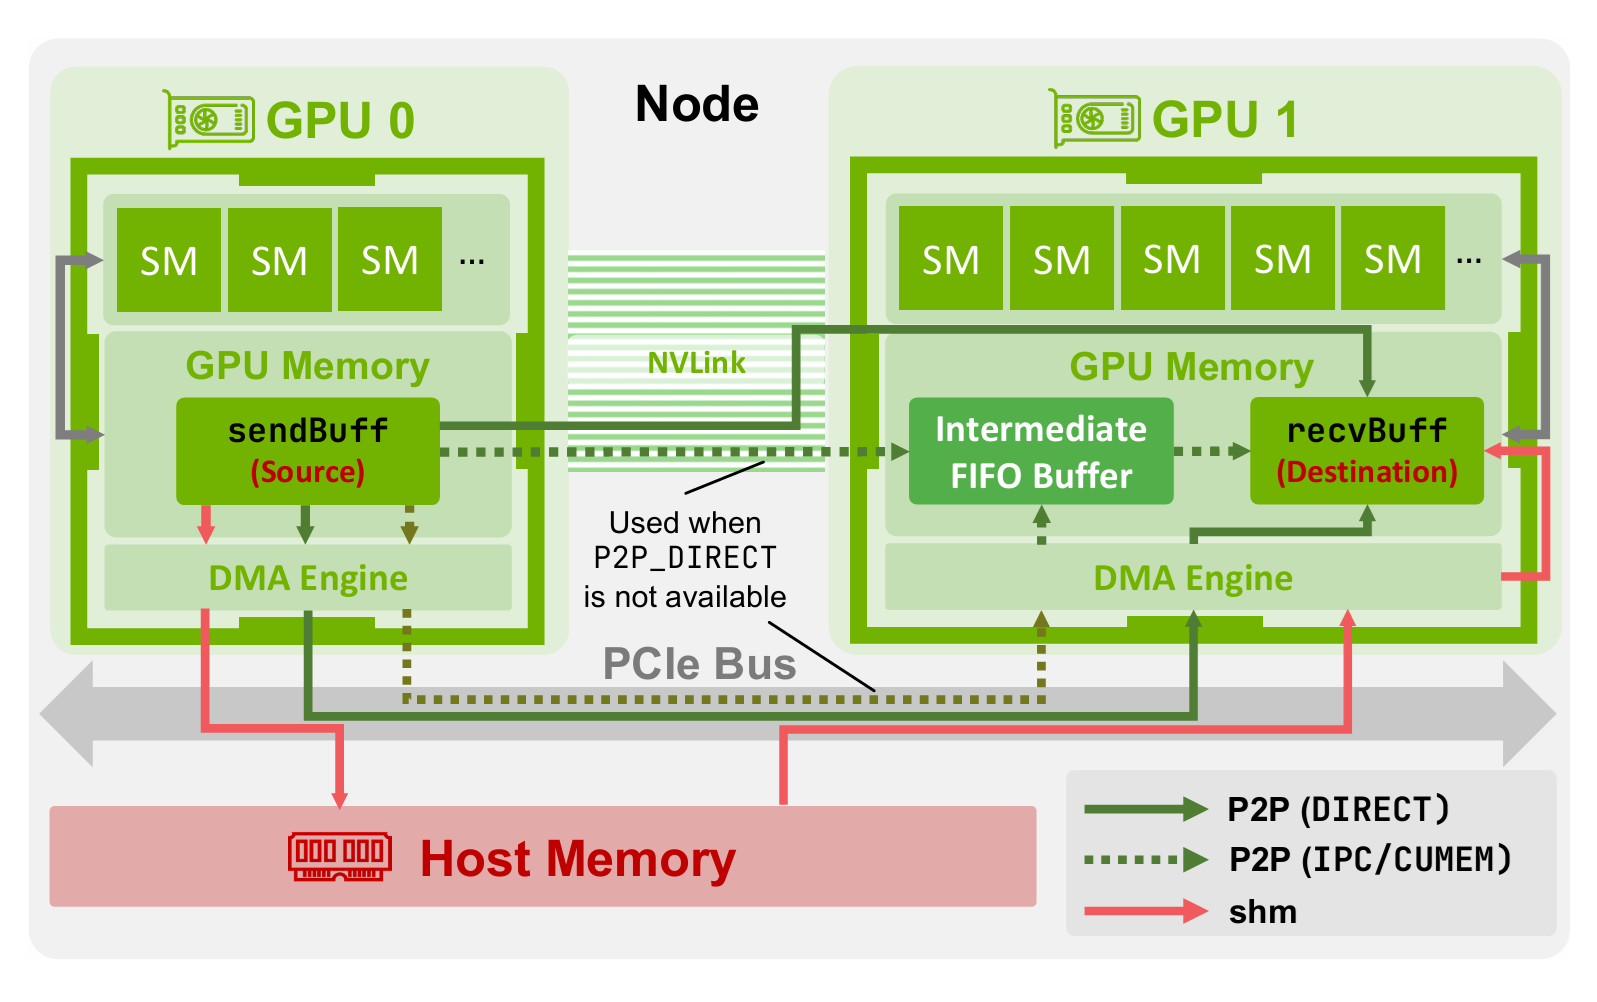 Node
GPU 0
SM
SM
SM
...
GPU Memory
sendBuff
(Source)
DMA Engine
NVLink
Used when
P2P_DIRECT
is not available
GPU 1
SM
SM
SM
SM
SM
...
GPU Memory
Intermediate
FIFO Buffer
recvBuff
(Destination)
DMA Engine
PCIe Bus
Host Memory
P2P (DIRECT)
P2P (IPC/CUMEM)
shm